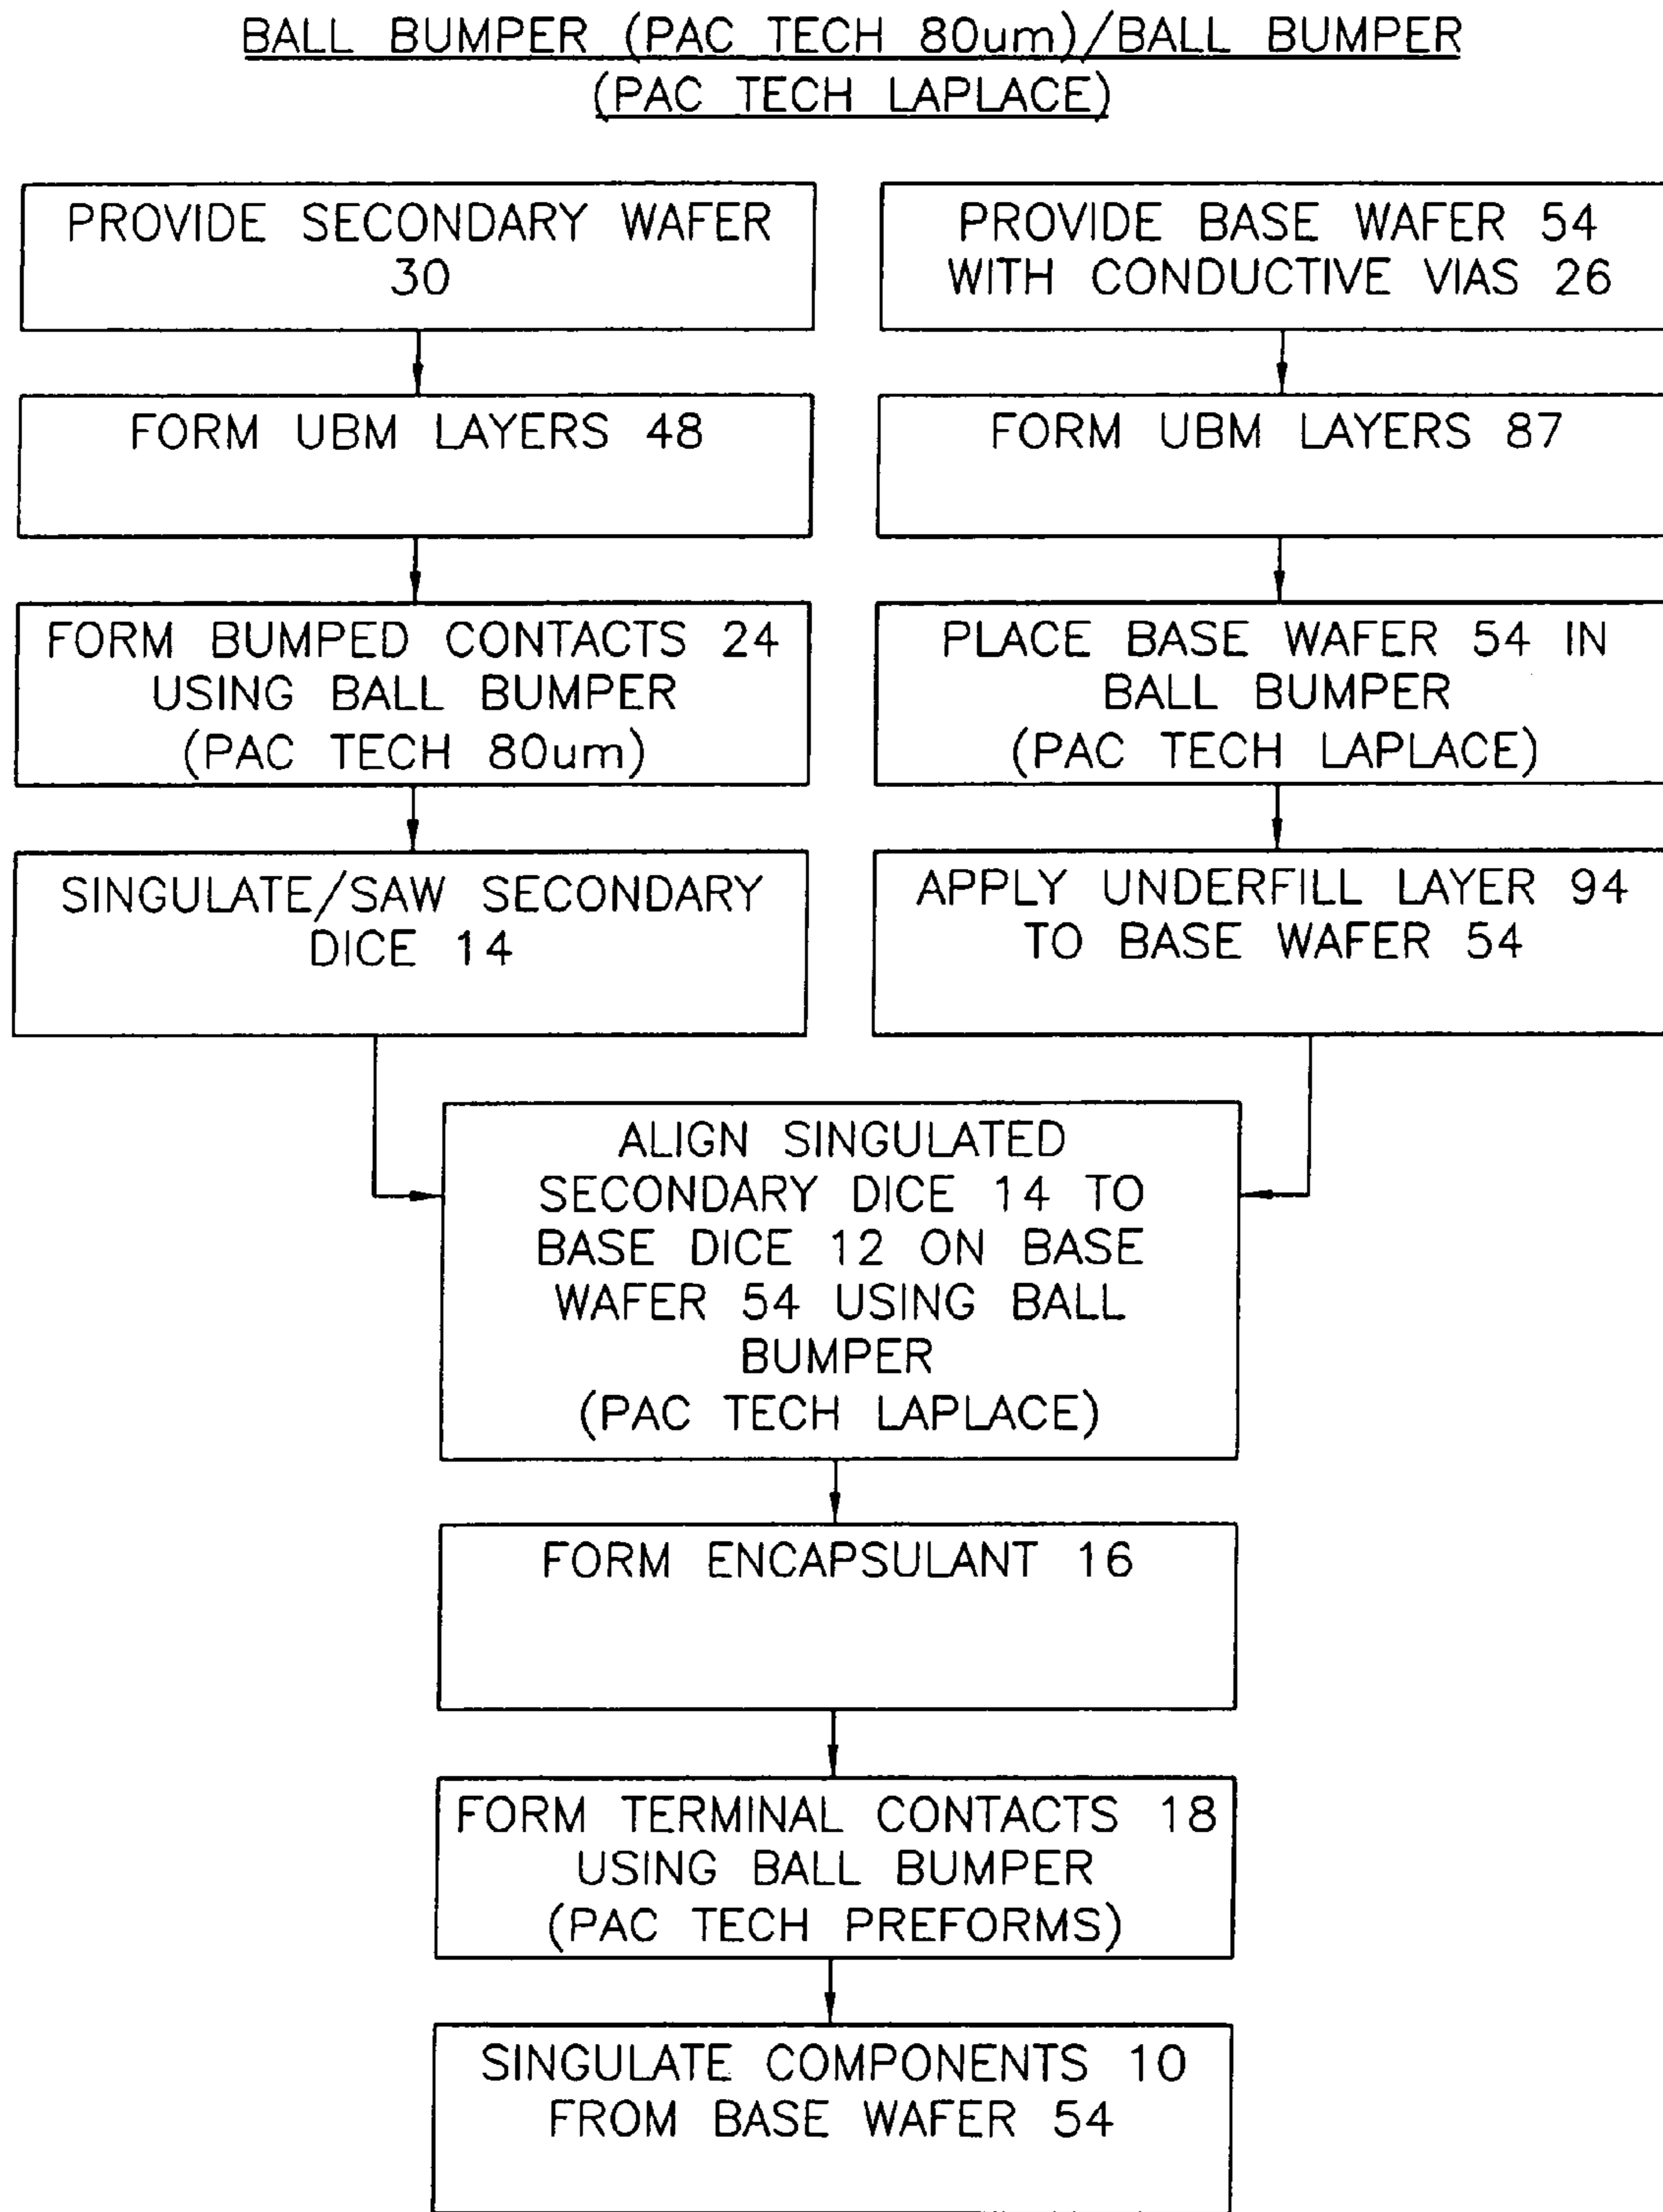 BALL BUMPER (PAC TECH 80um)/BALL BUMPER
(PAC TECH LAPLACE)
PROVIDE SECONDARY WAFER
30
FORM UBM LAYERS 48
FORM BUMPED CONTACTS 24
USING BALL BUMPER
(PAC TECH 80um)
SINGULATE/SAW SECONDARY
DICE 14
PROVIDE BASE WAFER 54
WITH CONDUCTIVE VIAS 26
FORM UBM LAYERS 87
PLACE BASE WAFER 54 IN
BALL BUMPER
(PAC TECH LAPLACE)
APPLY UNDERFILL LAYER 94
TO BASE WAFER 54
ALIGN SINGULATED
SECONDARY DICE 14 TO
BASE DICE 12 ON BASE
WAFER 54 USING BALL
BUMPER
(PAC TECH LAPLACE)
FORM ENCAPSULANT 16
FORM TERMINAL CONTACTS 18
USING BALL BUMPER
(PAC TECH PREFORMS)
SINGULATE COMPONENTS 10
FROM BASE WAFER 54